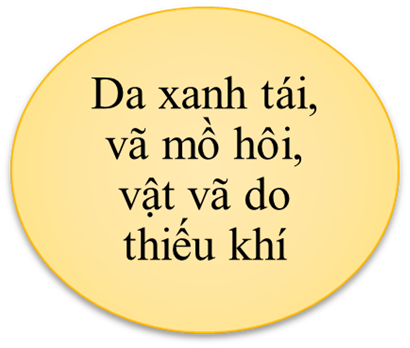 Da xanh tái,
vã mồ hôi,
vật vã do
thiếu khí